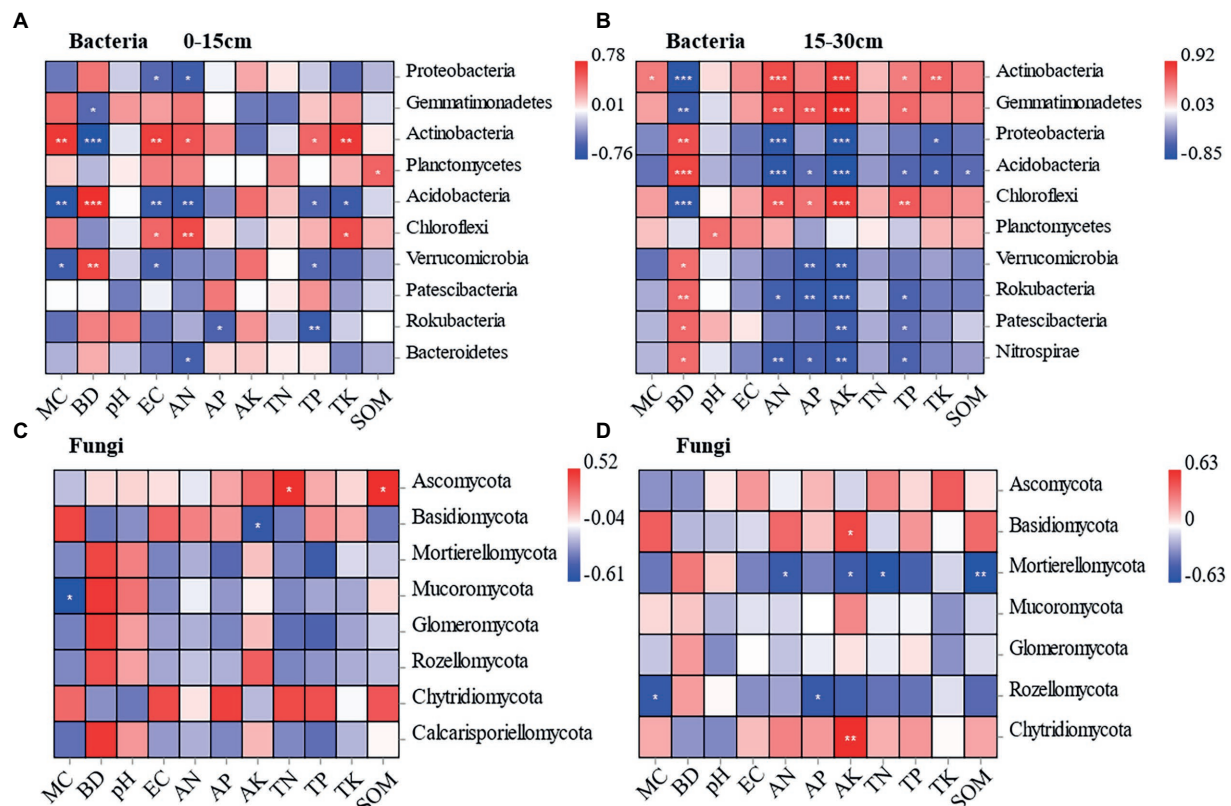 A
Bacteria 0-15cm
0.78
0.01
-0.76
Proteobacteria
* *
Gemmatimonadetes
*
Actinobacteria
** *** ** * * **
Planctomycetes
*
Acidobacteria
** *** ** ** * *
Chloroflexi
* ** *
Verrucomicrobia
* ** * *
Patescibacteria
Rokubacteria
* **
Bacteroidetes
*
MC BD pH EC AN AP AK TN TP TK SOM
B
Bacteria 15-30cm
0.92
0.03
-0.85
Actinobacteria
* *** *** *** * **
Gemmatimonadetes
** ** ** *** *
Proteobacteria
** *** *** *
Acidobacteria
*** *** * *** * * *
Chloroflexi
*** ** * *** **
Planctomycetes
*
Verrucomicrobia
* ** **
Rokubacteria
** * ** *** *
Patescibacteria
* ** *
Nitrospirae
* ** * ** *
MC BD pH EC AN AP AK TN TP TK SOM
C
Fungi
0.52
-0.04
-0.61
Ascomycota
* *
Basidiomycota
*
Mortierellomycota
Mucoromycota
*
Glomeromycota
Rozellomycota
Chytridiomycota
Calcarisporiellomycota
MC BD pH EC AN AP AK TN TP TK SOM
D
Fungi
0.63
0
-0.63
Ascomycota
Basidiomycota
*
Mortierellomycota
* * * **
Mucoromycota
Glomeromycota
Rozellomycota
* *
Chytridiomycota
**
MC BD pH EC AN AP AK TN TP TK SOM